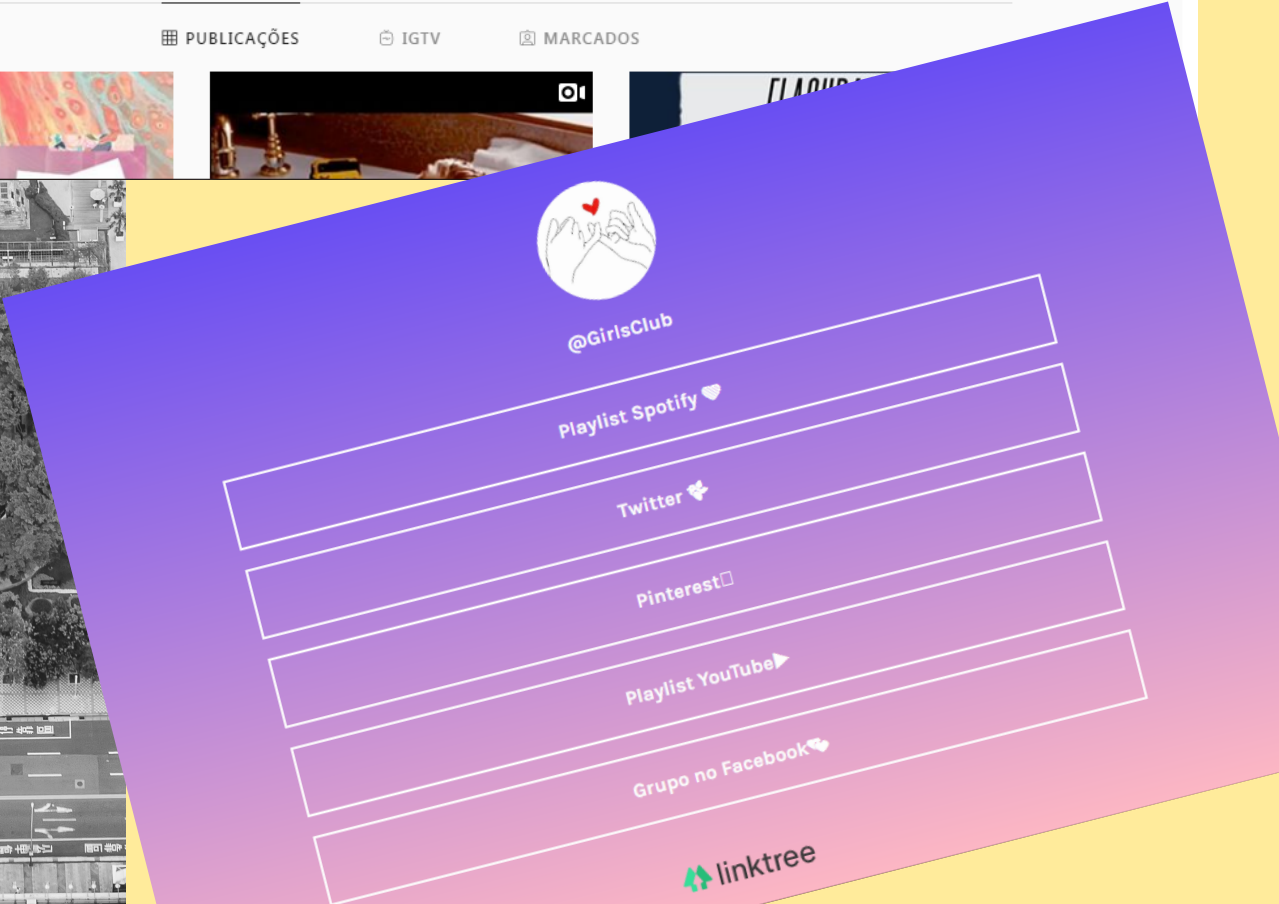 PUBLICAÇÕES IGTV MARCADOS
@GirlsClub
Playlist Spotify
Twitter
Pinterest
Playlist YouTube
Grupo no Facebook
linktree